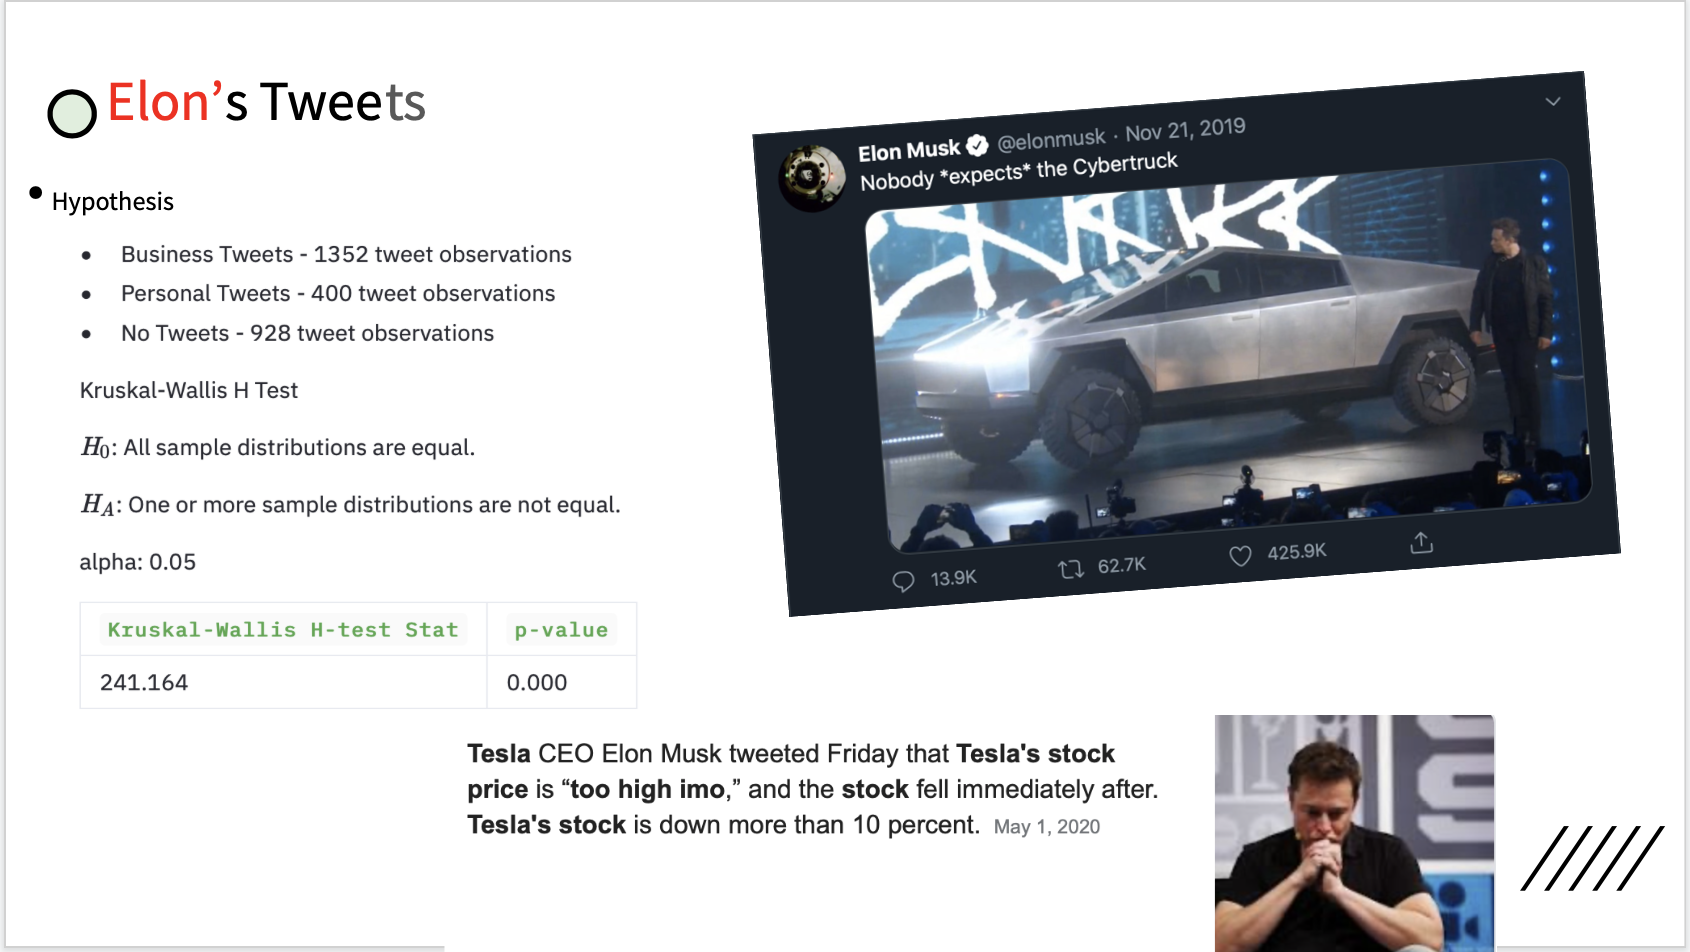 Elon’s Tweets
Hypothesis
Business Tweets - 1352 tweet observations
Personal Tweets - 400 tweet observations
No Tweets - 928 tweet observations
Kruskal-Wallis H Test
H₀: All sample distributions are equal.
Hₐ: One or more sample distributions are not equal.
alpha: 0.05
Kruskal-Wallis H-test Stat p-value
241.164 0.000
Elon Musk @elonmusk · Nov 21, 2019
Nobody *expects* the Cybertruck
13.9K 62.7K 425.9K
Tesla CEO Elon Musk tweeted Friday that Tesla's stock
price is “too high imo,” and the stock fell immediately after.
Tesla's stock is down more than 10 percent. May 1, 2020